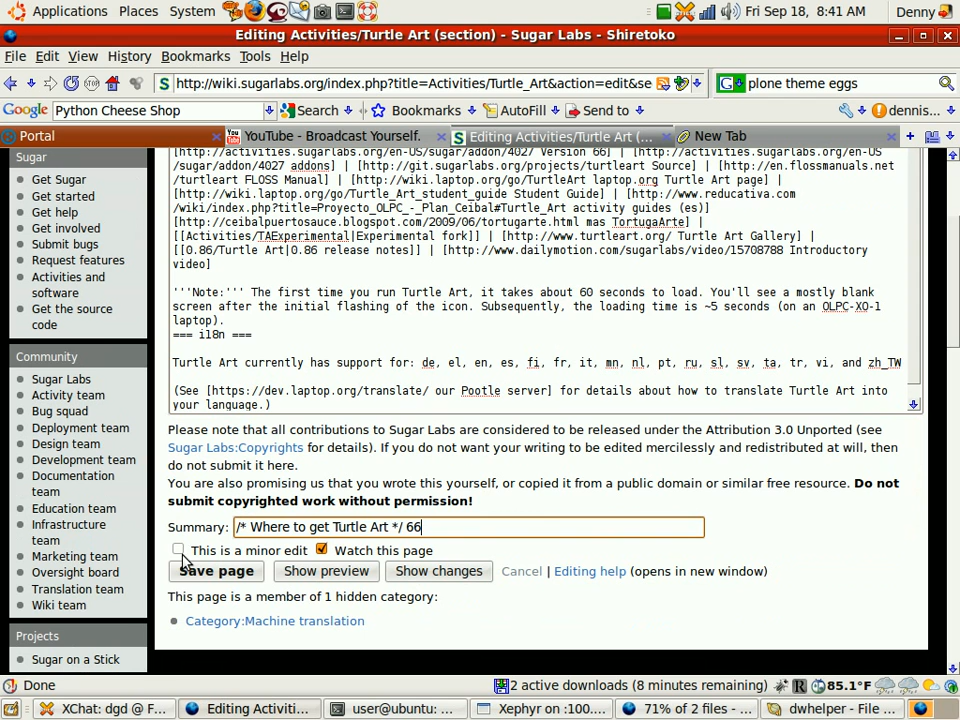 Applications Places System Fri Sep 18, 8:41 AM Denny
Editing Activities/Turtle Art (section) - Sugar Labs - Shiretoko
File Edit View History Bookmarks Tools Help
http://wiki.sugarlabs.org/index.php?title=Activities/Turtle_Art&action=edit&se plone theme eggs
Google Python Cheese Shop Search Bookmarks AutoFill Send to dennis...
Portal YouTube - Broadcast Yourself. Editing Activities/Turtle Art (... New Tab
Sugar
Get Sugar
Get started
Get help
Get involved
Submit bugs
Request features
Activities and
software
Get the source
code
Community
Sugar Labs
Activity team
Bug squad
Deployment team
Design team
Development team
Documentation
team
Education team
Infrastructure
team
Marketing team
Oversight board
Translation team
Wiki team
Projects
Sugar on a Stick
[http://activities.sugarlabs.org/en-US/sugar/addon/4027 Version 66] | [http://activities.sugarlabs.org/en-US
/sugar/addon/4027 addons] | [http://git.sugarlabs.org/projects/turtleart Source] | [http://en.flossmanuals.net
/turtleart FLOSS Manual] | [http://wiki.laptop.org/go/TurtleArt laptop.org Turtle Art page] |
[http://wiki.laptop.org/go/Turtle_Art_student_guide Student Guide] | [http://www.reducativa.com
/wiki/index.php?title=Proyecto_OLPC_-_Plan_Ceibal#Turtle_Art activity guides (es)]
[http://ceibalpuertosauce.blogspot.com/2009/06/tortugarte.html mas TortugaArte] |
[[Activities/TAExperimental|Experimental fork]] | [http://www.turtleart.org/ Turtle Art Gallery] |
[[0.86/Turtle Art|0.86 release notes]] | [http://www.dailymotion.com/sugarlabs/video/15708788 Introductory
video]
'''Note:''' The first time you run Turtle Art, it takes about 60 seconds to load. You'll see a mostly blank
screen after the initial flashing of the icon. Subsequently, the loading time is ~5 seconds (on an OLPC-XO-1
laptop).
=== i18n ===
Turtle Art currently has support for: de, el, en, es, fi, fr, it, mn, nl, pt, ru, sl, sv, ta, tr, vi, and zh_TW
(See [https://dev.laptop.org/translate/ our Pootle server] for details about how to translate Turtle Art into
your language.)
Please note that all contributions to Sugar Labs are considered to be released under the Attribution 3.0 Unported (see
Sugar Labs:Copyrights for details). If you do not want your writing to be edited mercilessly and redistributed at will, then
do not submit it here.
You are also promising us that you wrote this yourself, or copied it from a public domain or similar free resource. Do not
submit copyrighted work without permission!
Summary: /* Where to get Turtle Art */ 66
This is a minor edit Watch this page
Save page Show preview Show changes Cancel | Editing help (opens in new window)
This page is a member of 1 hidden category:
Category:Machine translation
Done 2 active downloads (8 minutes remaining) 85.1°F
XChat: dgd @ F... Editing Activiti... user@ubuntu: ... Xephyr on :100.... 71% of 2 files - ... dwhelper - File ...